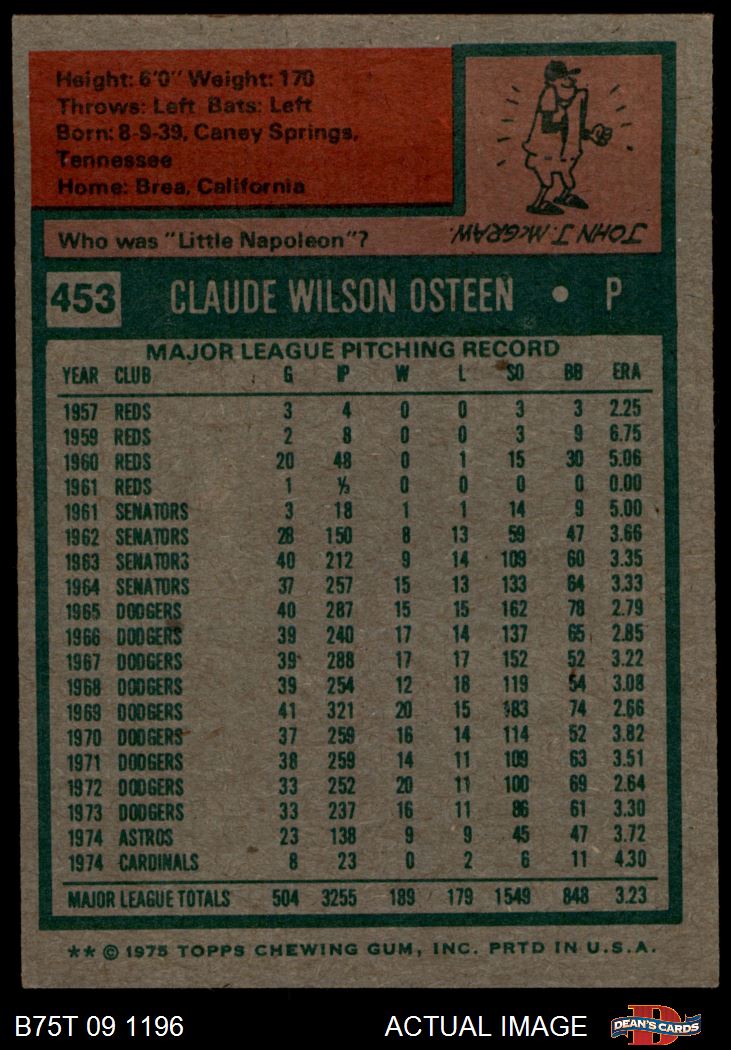 Height: 6'0" Weight: 170
Throws: Left Bats: Left
Born: 8-9-39, Caney Springs,
Tennessee
Home: Brea, California
Who was "Little Napoleon"?
JOHN J. McGRAW.
453 CLAUDE WILSON OSTEEN • P
MAJOR LEAGUE PITCHING RECORD
YEAR CLUB G IP W L SO BB ERA
1957 REDS 3 4 0 0 3 3 2.25
1959 REDS 2 8 0 0 3 9 6.75
1960 REDS 20 48 0 1 15 30 5.06
1961 REDS 1 ⅓ 0 0 0 0 0.00
1961 SENATORS 3 18 1 1 14 9 5.00
1962 SENATORS 28 150 8 13 59 47 3.66
1963 SENATORS 40 212 9 14 109 60 3.35
1964 SENATORS 37 257 15 13 133 64 3.33
1965 DODGERS 40 287 15 15 162 78 2.79
1966 DODGERS 39 240 17 14 137 65 2.85
1967 DODGERS 39 288 17 17 152 52 3.22
1968 DODGERS 39 254 12 18 119 54 3.08
1969 DODGERS 41 321 20 15 183 74 2.66
1970 DODGERS 37 259 16 14 114 52 3.82
1971 DODGERS 38 259 14 11 109 63 3.51
1972 DODGERS 33 252 20 11 100 69 2.64
1973 DODGERS 33 237 16 11 86 61 3.30
1974 ASTROS 23 138 9 9 45 47 3.72
1974 CARDINALS 8 23 0 2 6 11 4.30
MAJOR LEAGUE TOTALS 504 3255 189 179 1549 848 3.23
** © 1975 TOPPS CHEWING GUM, INC. PRTD IN U.S.A.
B75T 09 1196 ACTUAL IMAGE DEAN'S CARDS